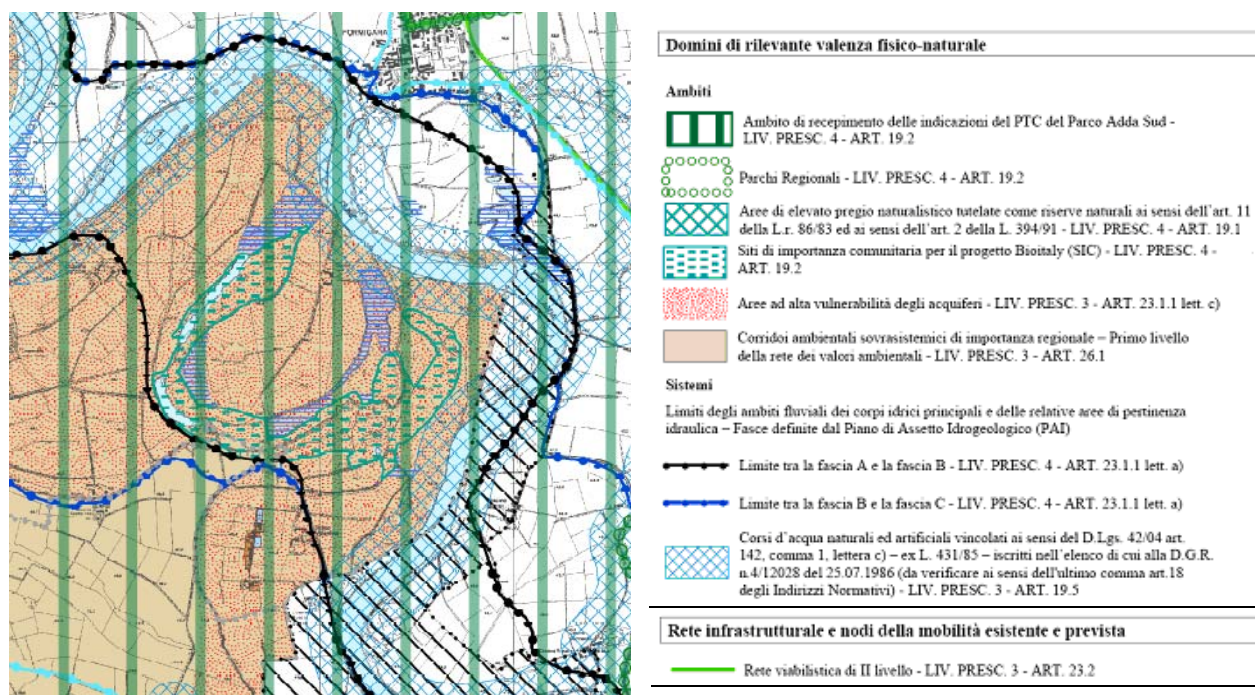 FORMIGARA
Domini di rilevante valenza fisico-naturale
Ambiti
Ambito di recepimento delle indicazioni del PTC del Parco Adda Sud -
LIV. PRESC. 4 - ART. 19.2
Parchi Regionali - LIV. PRESC. 4 - ART. 19.2
Aree di elevato pregio naturalistico tutelate come riserve naturali ai sensi dell'art. 11
della L.r. 86/83 ed ai sensi dell'art. 2 della L. 394/91 - LIV. PRESC. 4 - ART. 19.1
Siti di importanza comunitaria per il progetto Bioitaly (SIC) - LIV. PRESC. 4 -
ART. 19.2
Aree ad alta vulnerabilità degli acquiferi - LIV. PRESC. 3 - ART. 23.1.1 lett. c)
Corridoi ambientali sovrasistemici di importanza regionale – Primo livello
della rete dei valori ambientali - LIV. PRESC. 3 - ART. 26.1
Sistemi
Limiti degli ambiti fluviali dei corpi idrici principali e delle relative aree di pertinenza
idraulica – Fasce definite dal Piano di Assetto Idrogeologico (PAI)
Limite tra la fascia A e la fascia B - LIV. PRESC. 4 - ART. 23.1.1 lett. a)
Limite tra la fascia B e la fascia C - LIV. PRESC. 4 - ART. 23.1.1 lett. a)
Corsi d'acqua naturali ed artificiali vincolati ai sensi del D.Lgs. 42/04 art.
142, comma 1, lettera c) – ex L. 431/85 – iscritti nell'elenco di cui alla D.G.R.
n.4/12028 del 25.07.1986 (da verificare ai sensi dell'ultimo comma art.18
degli Indirizzi Normativi) - LIV. PRESC. 3 - ART. 19.5
Rete infrastrutturale e nodi della mobilità esistente e prevista
Rete viabilistica di II livello - LIV. PRESC. 3 - ART. 23.2